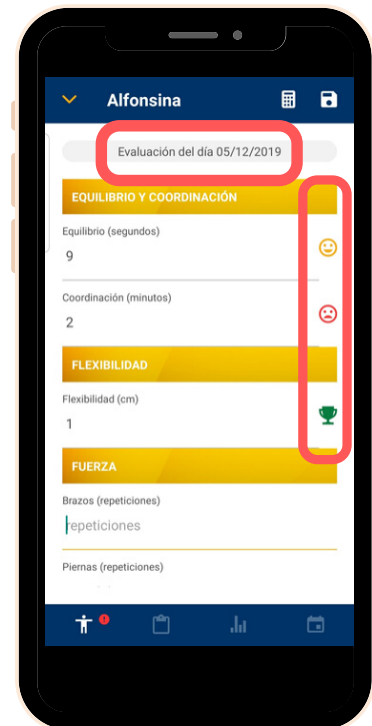 Alfonsina
Evaluación del día 05/12/2019
EQUILIBRIO Y COORDINACIÓN
Equilibrio (segundos)
9
Coordinación (minutos)
2
FLEXIBILIDAD
Flexibilidad (cm)
1
FUERZA
Brazos (repeticiones)
repeticiones
Piernas (repeticiones)